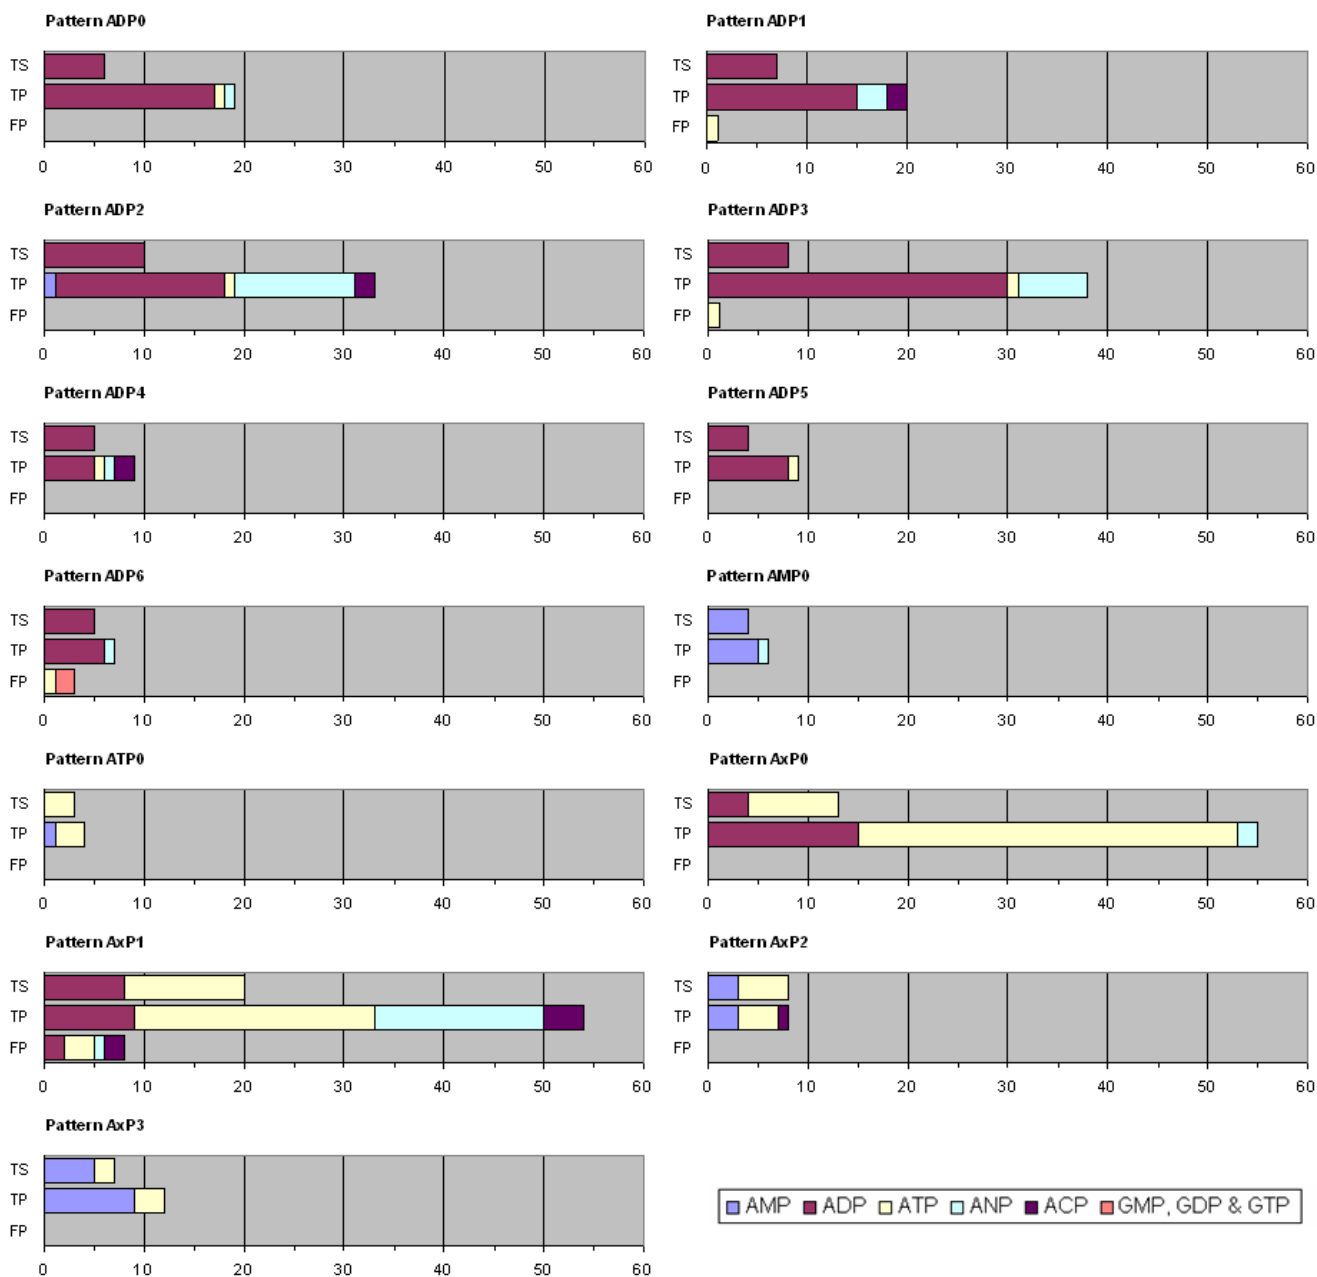 Pattern ADP0
TS
TP
FP
0 10 20 30 40 50 60
Pattern ADP1
TS
TP
FP
0 10 20 30 40 50 60
Pattern ADP2
TS
TP
FP
0 10 20 30 40 50 60
Pattern ADP3
TS
TP
FP
0 10 20 30 40 50 60
Pattern ADP4
TS
TP
FP
0 10 20 30 40 50 60
Pattern ADP5
TS
TP
FP
0 10 20 30 40 50 60
Pattern ADP6
TS
TP
FP
0 10 20 30 40 50 60
Pattern AMP0
TS
TP
FP
0 10 20 30 40 50 60
Pattern ATP0
TS
TP
FP
0 10 20 30 40 50 60
Pattern AxP0
TS
TP
FP
0 10 20 30 40 50 60
Pattern AxP1
TS
TP
FP
0 10 20 30 40 50 60
Pattern AxP2
TS
TP
FP
0 10 20 30 40 50 60
Pattern AxP3
TS
TP
FP
0 10 20 30 40 50 60
AMP ADP ATP ANP ACP GMP, GDP & GTP